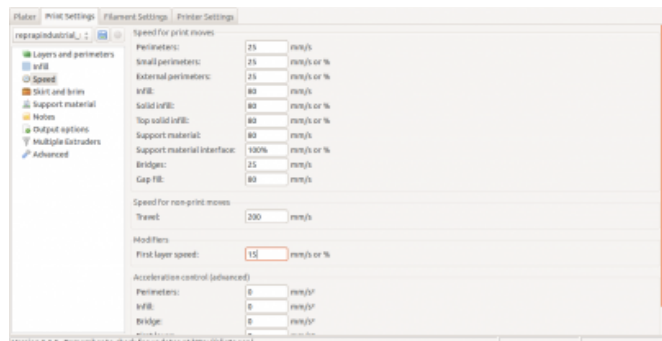 Plater Print Settings Filament Settings Printer Settings
reprapindustrial_
Layers and perimeters
Infill
Speed
Skirt and brim
Support material
Notes
Output options
Multiple Extruders
Advanced
Speed for print moves
Perimeters: 25 mm/s
Small perimeters: 25 mm/s or %
External perimeters: 25 mm/s or %
Infill: 80 mm/s
Solid infill: 80 mm/s or %
Top solid infill: 80 mm/s or %
Support material: 80 mm/s
Support material interface: 100% mm/s or %
Bridges: 25 mm/s
Gap fill: 80 mm/s
Speed for non-print moves
Travel: 200 mm/s
Modifiers
First layer speed: 15 mm/s or %
Acceleration control (advanced)
Perimeters: 0 mm/s²
Infill: 0 mm/s²
Bridge: 0 mm/s²